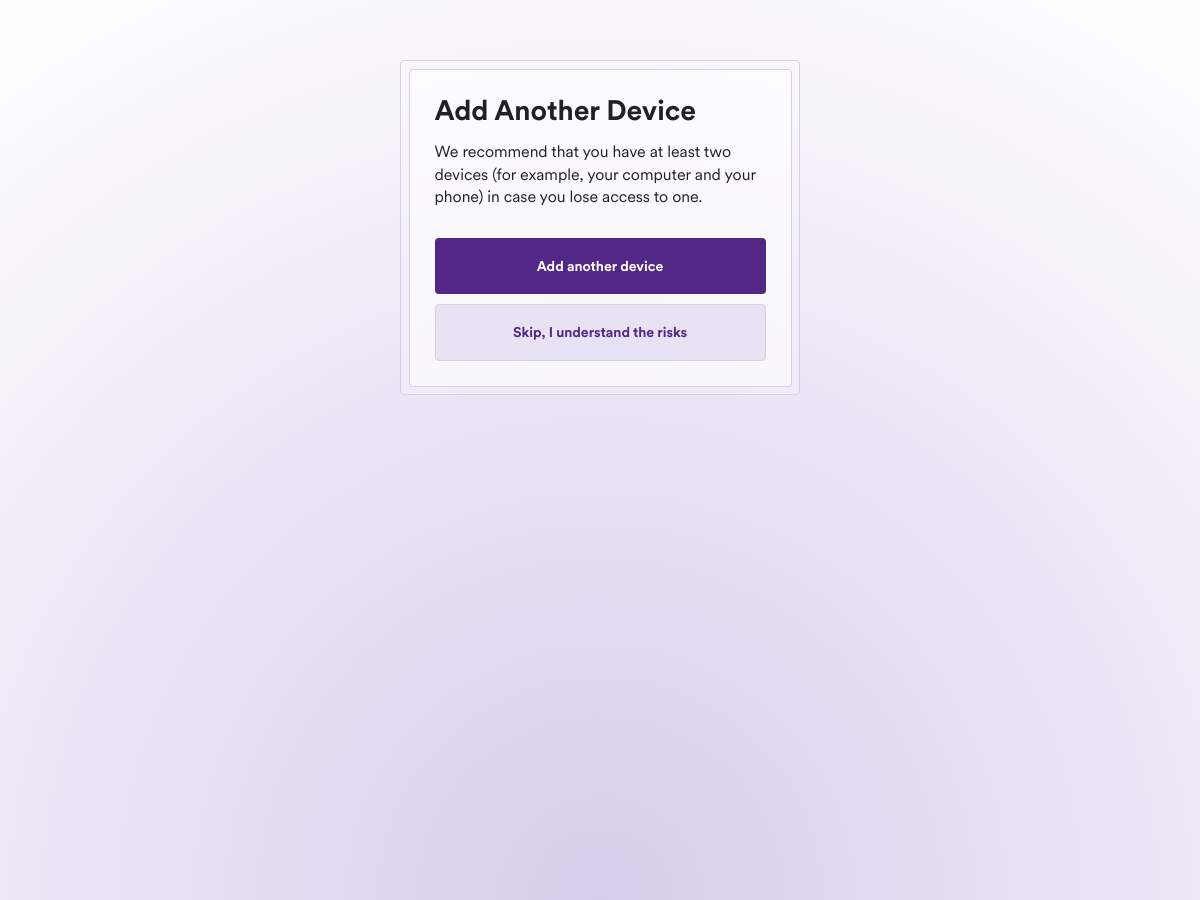 Add Another Device
We recommend that you have at least two
devices (for example, your computer and your
phone) in case you lose access to one.
Add another device
Skip, I understand the risks